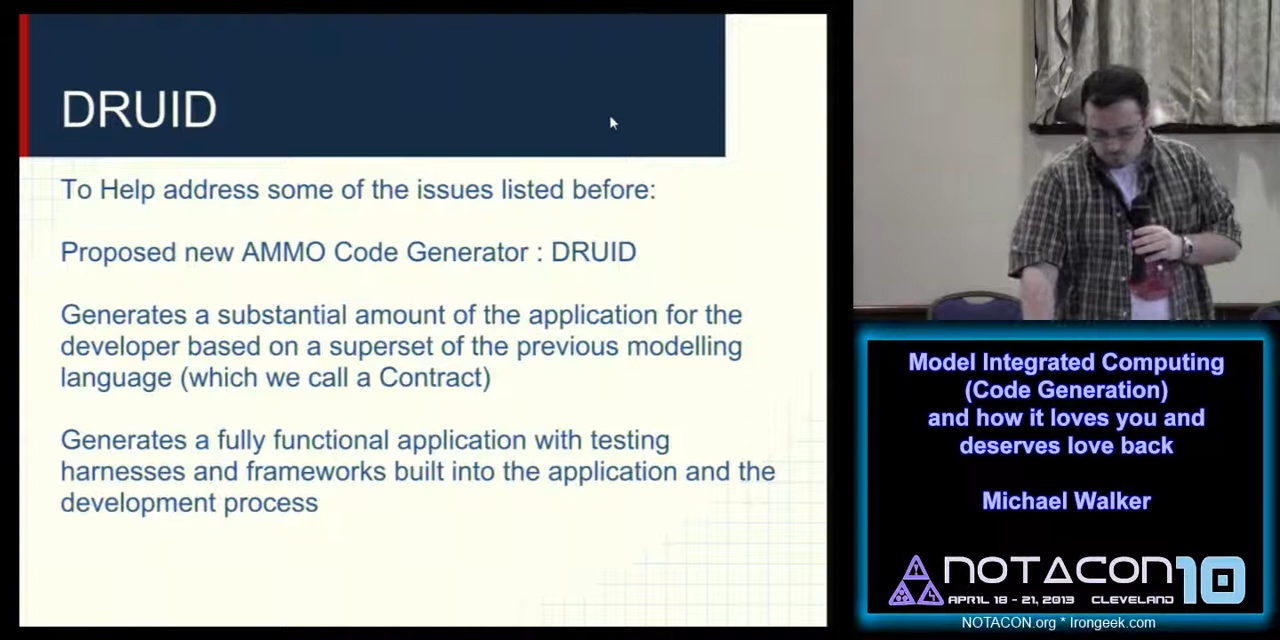 DRUID
To Help address some of the issues listed before:
Proposed new AMMO Code Generator : DRUID
Generates a substantial amount of the application for the
developer based on a superset of the previous modelling
language (which we call a Contract)
Generates a fully functional application with testing
harnesses and frameworks built into the application and the
development process
Model Integrated Computing
(Code Generation)
and how it loves you and
deserves love back
Michael Walker
NOTACON10
APRIL 18 - 21, 2013 CLEVELAND
NOTACON.org * Irongeek.com